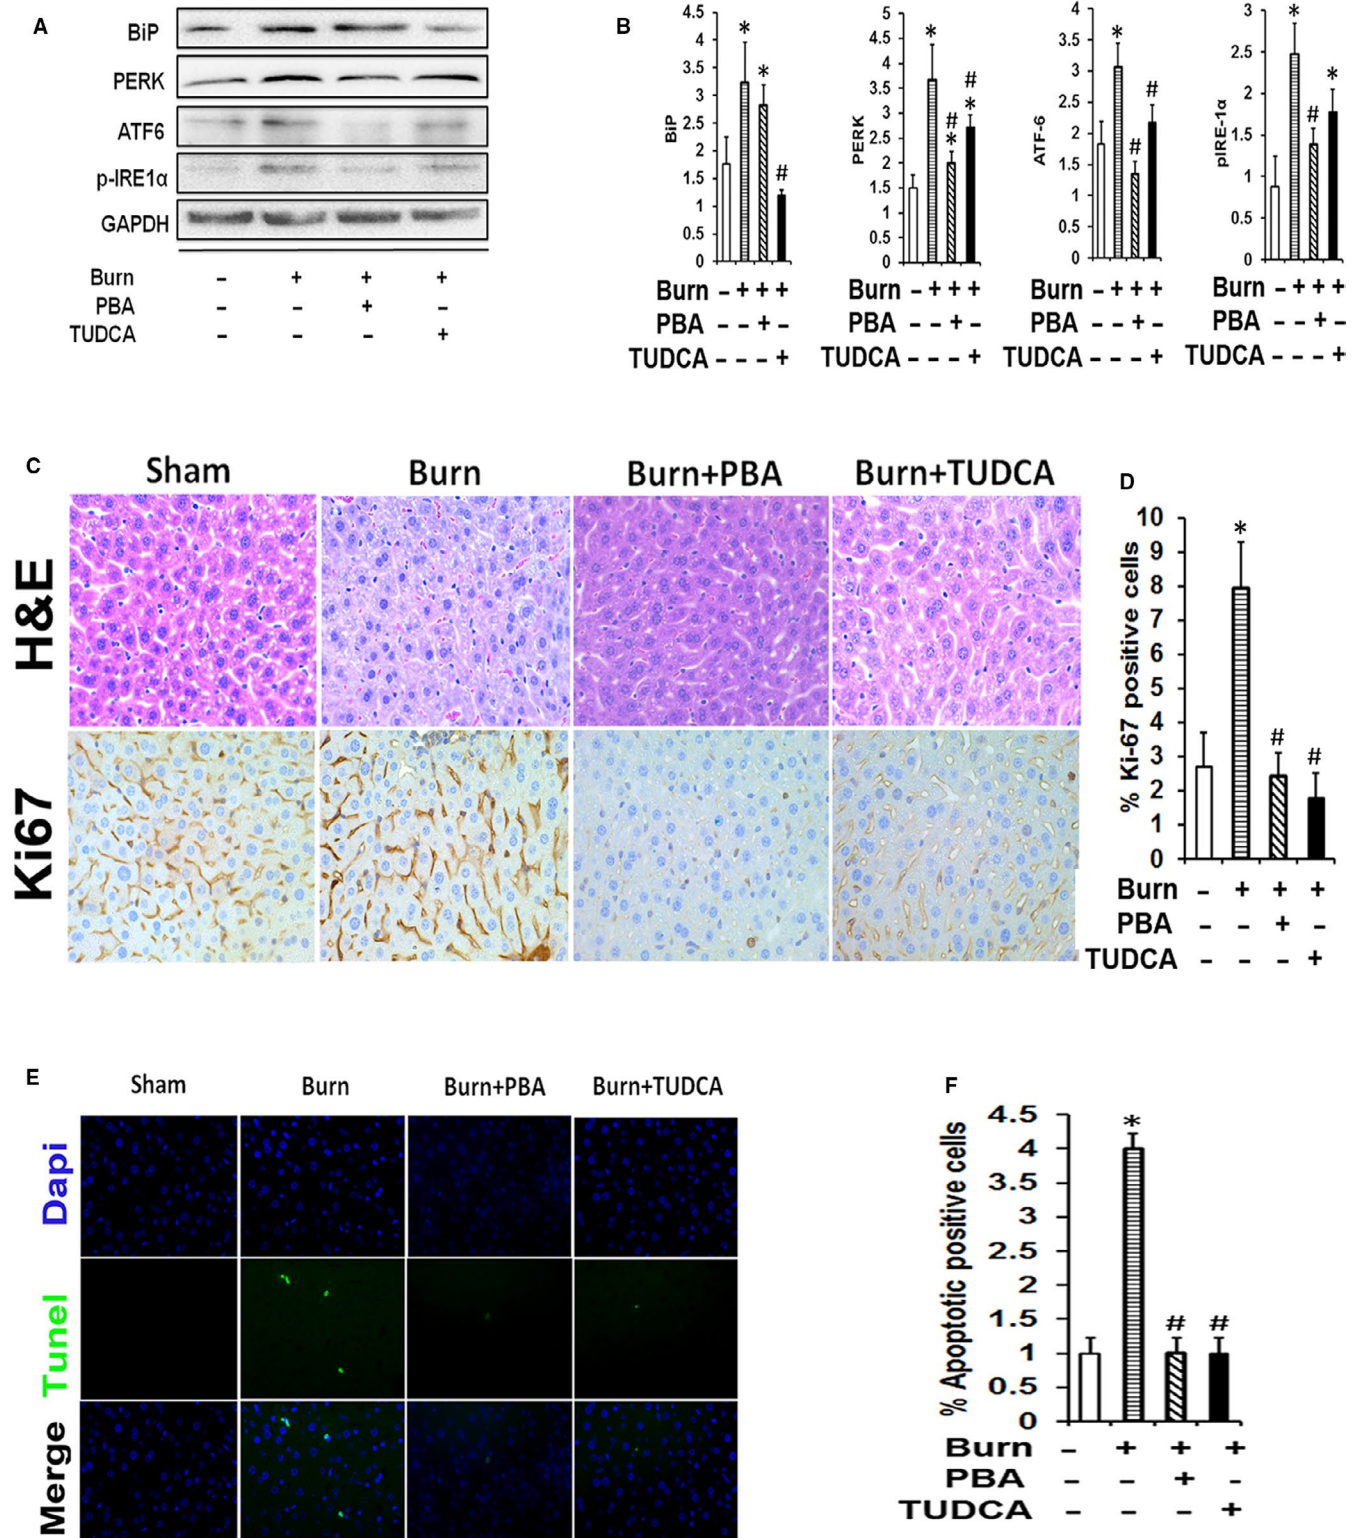 A
BiP
PERK
ATF6
p-IRE1α
GAPDH
Burn – + + +
PBA – – + –
TUDCA – – – +
B
4.5
4
3.5
3
2.5
2
1.5
1
0.5
0
BiP
* * #
Burn – + + +
PBA – – + –
TUDCA – – – +
5
4.5
4
3.5
3
2.5
2
1.5
1
0.5
0
PERK
* # * # *
Burn – + + +
PBA – – + –
TUDCA – – – +
4
3.5
3
2.5
2
1.5
1
0.5
0
ATF-6
* # #
Burn – + + +
PBA – – + –
TUDCA – – – +
3
2.5
2
1.5
1
0.5
0
pIRE-1α
* # *
Burn – + + +
PBA – – + –
TUDCA – – – +
C
Sham Burn Burn+PBA Burn+TUDCA
H&E
Ki67
D
10
9
8
7
6
5
4
3
2
1
0
% Ki-67 positive cells
* # #
Burn – + + +
PBA – – + –
TUDCA – – – +
E
Sham Burn Burn+PBA Burn+TUDCA
Dapi
Tunel
Merge
F
4.5
4
3.5
3
2.5
2
1.5
1
0.5
0
% Apoptotic positive cells
* # #
Burn – + + +
PBA – – + –
TUDCA – – – +